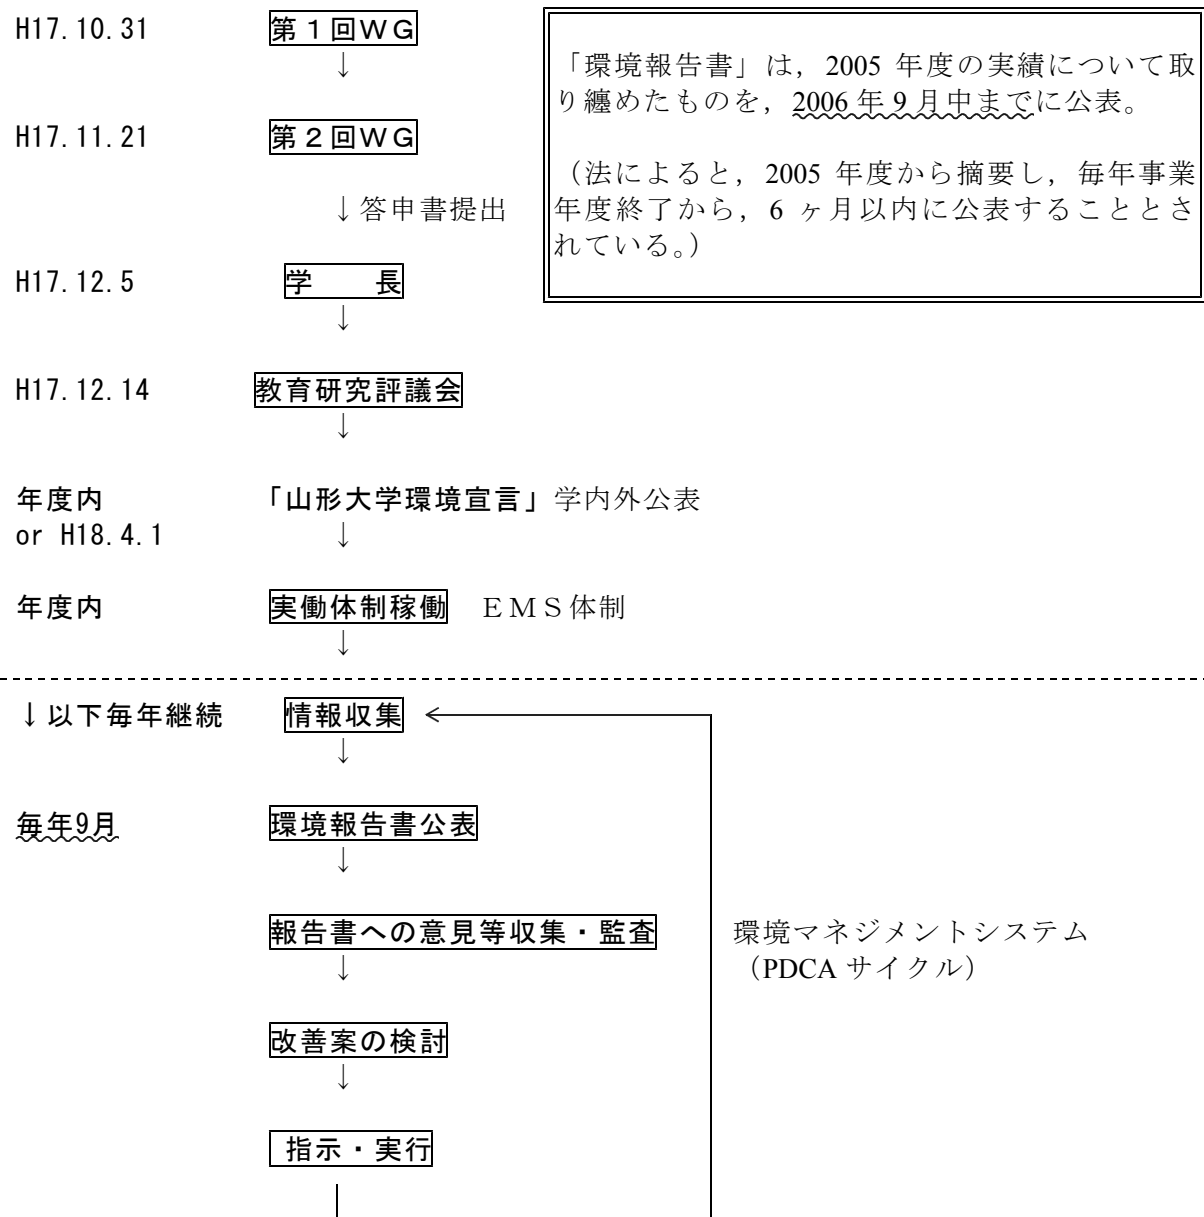 H17.10.31 第１回ＷＧ
↓
H17.11.21 第２回ＷＧ
↓答申書提出
H17.12.5 学 長
↓
「環境報告書」は，2005 年度の実績について取
り纏めたものを，2006 年 9 月中までに公表。
（法によると，2005 年度から摘要し，毎年事業
年度終了から，6 ヶ月以内に公表することとさ
れている。）
H17.12.14 教育研究評議会
↓
年度内 「山形大学環境宣言」学内外公表
or H18.4.1 ↓
年度内 実働体制稼働 ＥＭＳ体制
↓
↓以下毎年継続 情報収集
↓
毎年9月 環境報告書公表
↓
報告書への意見等収集・監査
↓
環境マネジメントシステム
（PDCA サイクル）
改善案の検討
↓
指示・実行